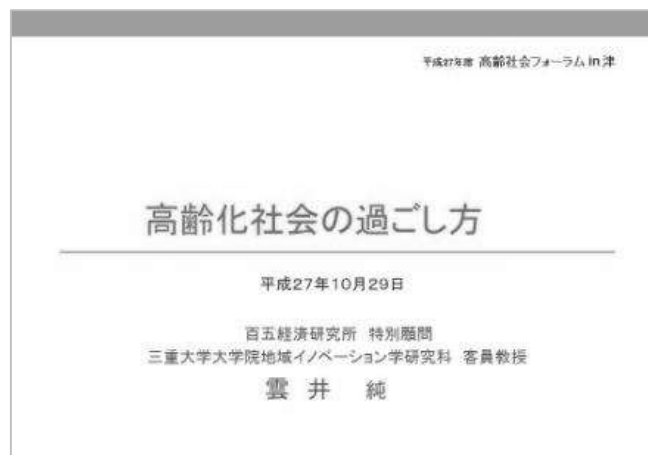 平成27年度 高齢社会フォーラム in 津
高齢化社会の過ごし方
平成27年10月29日
百五経済研究所 特別顧問
三重大学大学院地域イノベーション学研究科 客員教授
雲井 純